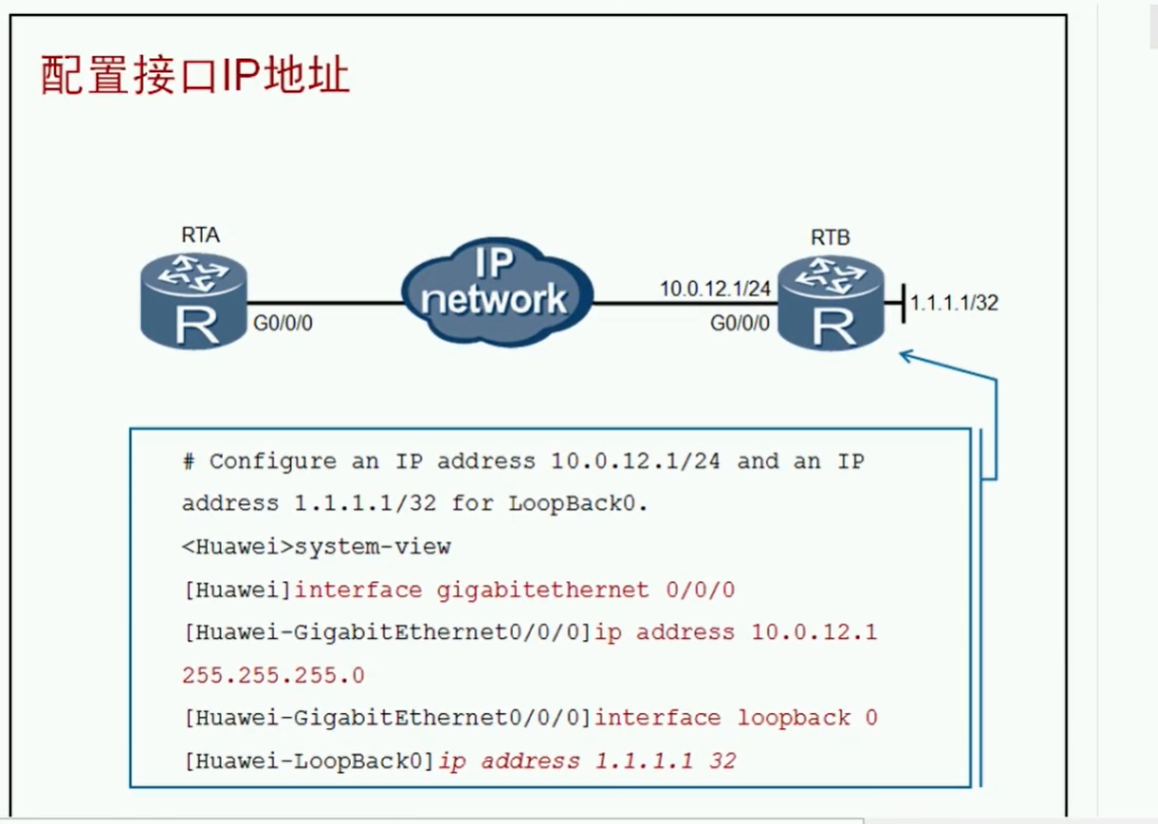 配置接口IP地址
RTA
RTB
IP
network
10.0.12.1/24
1.1.1.1/32
G0/0/0
G0/0/0
R
R
# Configure an IP address 10.0.12.1/24 and an IP
address 1.1.1.1/32 for LoopBack0.
<Huawei>system-view
[Huawei]interface gigabitethernet 0/0/0
[Huawei-GigabitEthernet0/0/0]ip address 10.0.12.1
255.255.255.0
[Huawei-GigabitEthernet0/0/0]interface loopback 0
[Huawei-LoopBack0]ip address 1.1.1.1 32